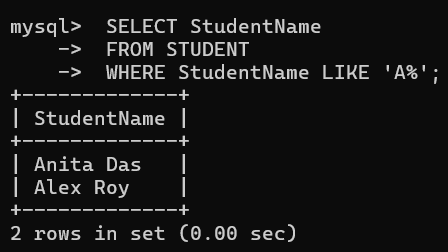 mysql>  SELECT StudentName
    ->  FROM STUDENT
    ->  WHERE StudentName LIKE 'A%';
+-------------+
| StudentName |
+-------------+
| Anita Das   |
| Alex Roy    |
+-------------+
2 rows in set (0.00 sec)